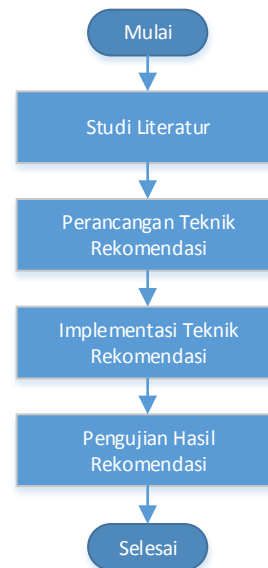 Mulai
Studi Literatur
Perancangan Teknik
Rekomendasi
Implementasi Teknik
Rekomendasi
Pengujian Hasil
Rekomendasi
Selesai